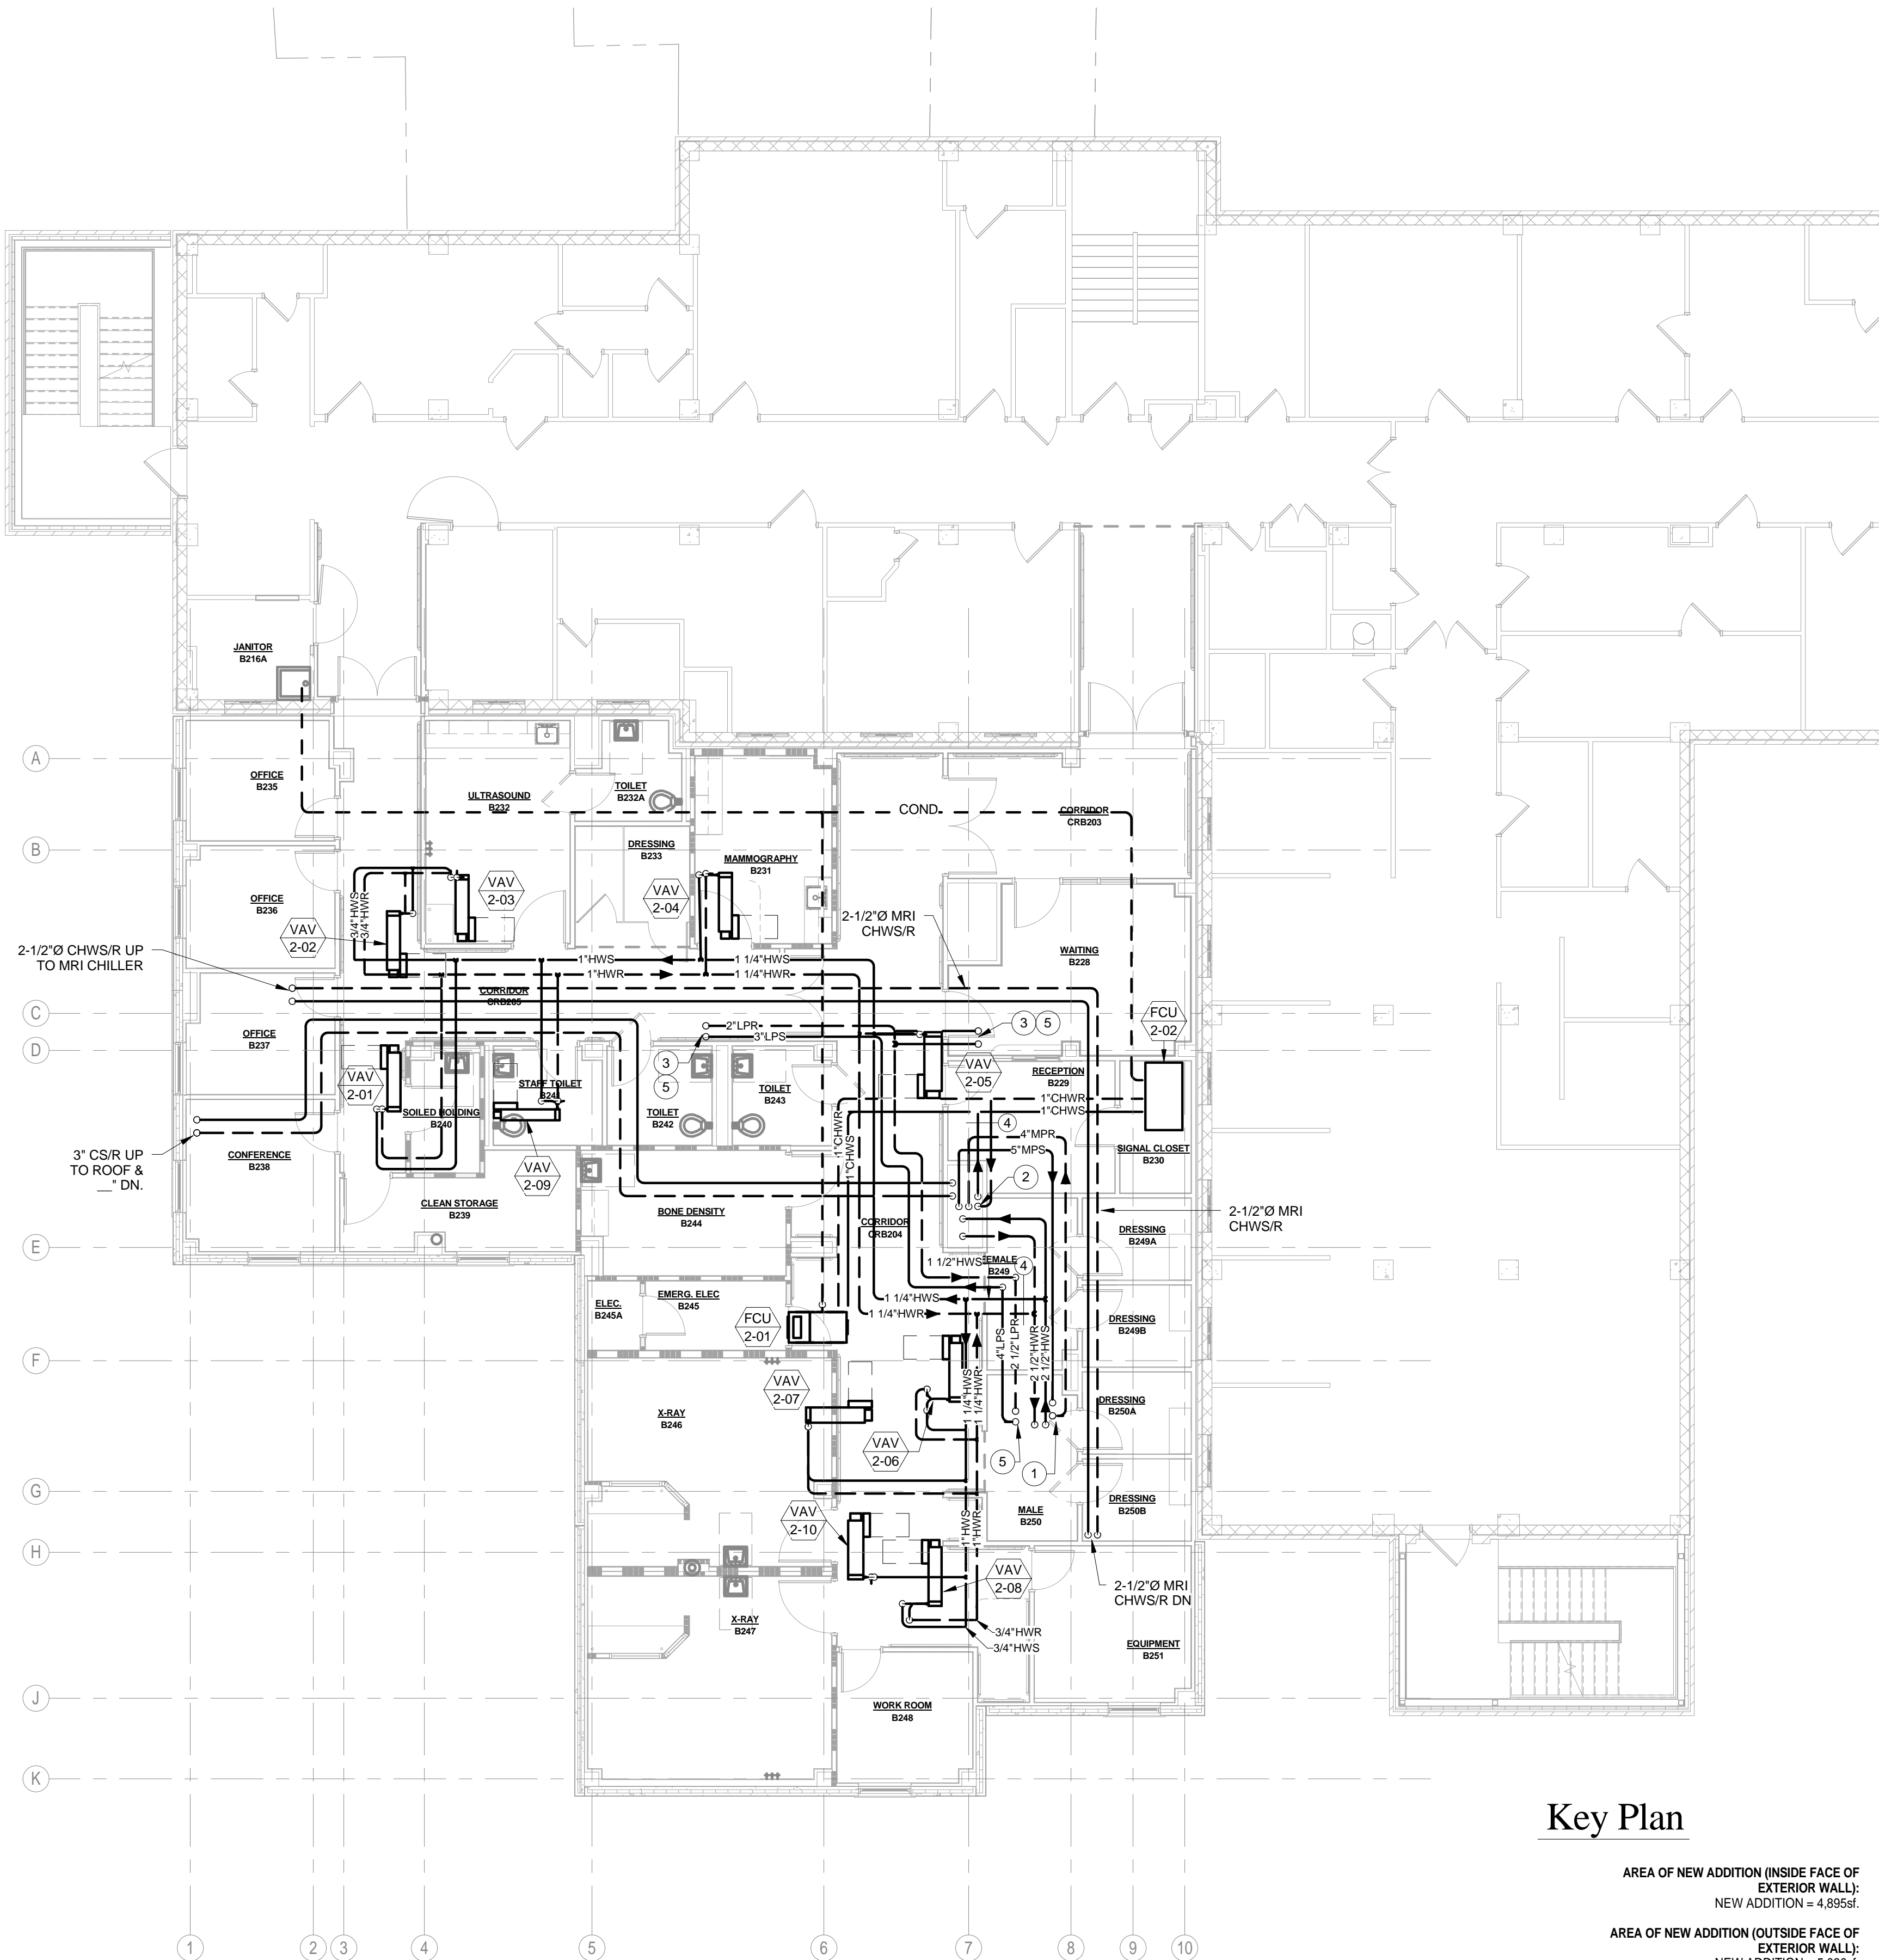 JANITOR
B216A
A
OFFICE
B235
ULTRASOUND
B232
TOILET
B232A
COND.
CORRIDOR
CRB203
B
DRESSING
B233
MAMMOGRAPHY
B231
OFFICE
B236
3/4"HWS
3/4"HWR
VAV
2-03
VAV
2-04
VAV
2-02
2-1/2"Ø MRI
CHWS/R
2-1/2"Ø CHWS/R UP
TO MRI CHILLER
WAITING
B228
1"HWS
1 1/4"HWS
1"HWR
1 1/4"HWR
CORRIDOR
CRB205
C
FCU
2-02
OFFICE
B237
2"LPR
3"LPS
3
5
D
3
5
VAV
2-01
VAV
2-05
RECEPTION
B229
STAFF TOILET
B241
TOILET
B243
SOILED HOLDING
B240
TOILET
B242
1"CHWR
1"CHWS
4
1"CHWR
1"CHWS
4"MPR
5"MPS
SIGNAL CLOSET
B230
3" CS/R UP
TO ROOF &
__" DN.
CONFERENCE
B238
VAV
2-09
2
CLEAN STORAGE
B239
BONE DENSITY
B244
CORRIDOR
CRB204
2-1/2"Ø MRI
CHWS/R
DRESSING
B249A
E
1 1/2"HWS
FEMALE
B249
4
1 1/4"HWS
1 1/4"HWR
ELEC.
B245A
EMERG. ELEC
B245
FCU
2-01
DRESSING
B249B
4"LPS
2 1/2"LPR
2 1/2"HWR
2 1/2"HWS
F
VAV
2-07
1 1/4"HWS
1 1/4"HWR
X-RAY
B246
DRESSING
B250A
VAV
2-06
5
1
G
VAV
2-10
MALE
B250
DRESSING
B250B
1"HWS
1"HWR
H
VAV
2-08
2-1/2"Ø MRI
CHWS/R DN
X-RAY
B247
3/4"HWR
3/4"HWS
EQUIPMENT
B251
J
WORK ROOM
B248
K
Key Plan
AREA OF NEW ADDITION (INSIDE FACE OF
EXTERIOR WALL):
NEW ADDITION = 4,895sf.
AREA OF NEW ADDITION (OUTSIDE FACE OF
EXTERIOR WALL):
1
2
3
4
5
6
7
8
9
10